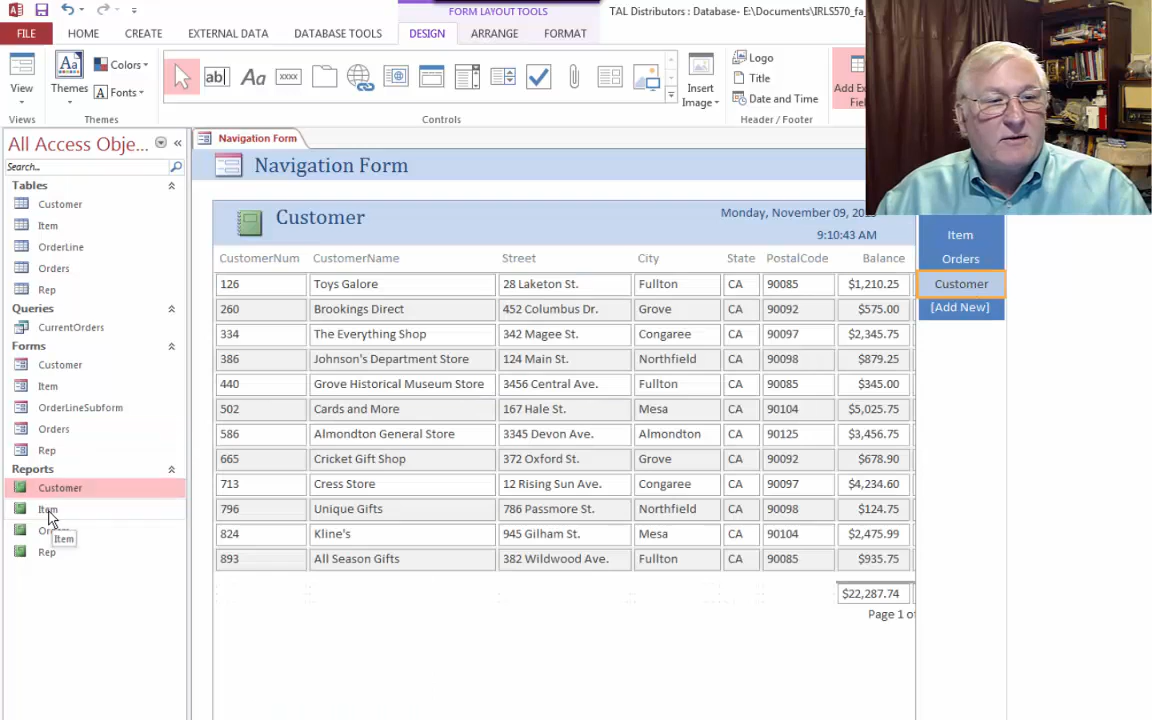 FORM LAYOUT TOOLS
TAL Distributors : Database- E:\Documents\IRLS570_fa
FILE HOME CREATE EXTERNAL DATA DATABASE TOOLS DESIGN ARRANGE FORMAT
View
Views
Aa
Themes
Colors
Fonts
Themes
ab Aa xxxx
Controls
Insert
Image
Logo
Title
Date and Time
Header / Footer
Add Ex
Fiel
All Access Obje...
Search...
Tables
Customer
Item
OrderLine
Orders
Rep
Queries
CurrentOrders
Forms
Customer
Item
OrderLineSubform
Orders
Rep
Reports
Customer
Item
Item
Rep
Navigation Form
Navigation Form
Customer
Monday, November 09, 20
9:10:43 AM
CustomerNum CustomerName Street City State PostalCode Balance
126 Toys Galore 28 Laketon St. Fullton CA 90085 $1,210.25
260 Brookings Direct 452 Columbus Dr. Grove CA 90092 $575.00
334 The Everything Shop 342 Magee St. Congaree CA 90097 $2,345.75
386 Johnson's Department Store 124 Main St. Northfield CA 90098 $879.25
440 Grove Historical Museum Store 3456 Central Ave. Fullton CA 90085 $345.00
502 Cards and More 167 Hale St. Mesa CA 90104 $5,025.75
586 Almondton General Store 3345 Devon Ave. Almondton CA 90125 $3,456.75
665 Cricket Gift Shop 372 Oxford St. Grove CA 90092 $678.90
713 Cress Store 12 Rising Sun Ave. Congaree CA 90097 $4,234.60
796 Unique Gifts 786 Passmore St. Northfield CA 90098 $124.75
824 Kline's 945 Gilham St. Mesa CA 90104 $2,475.99
893 All Season Gifts 382 Wildwood Ave. Fullton CA 90085 $935.75
$22,287.74
Page 1 of
Item
Orders
Customer
[Add New]